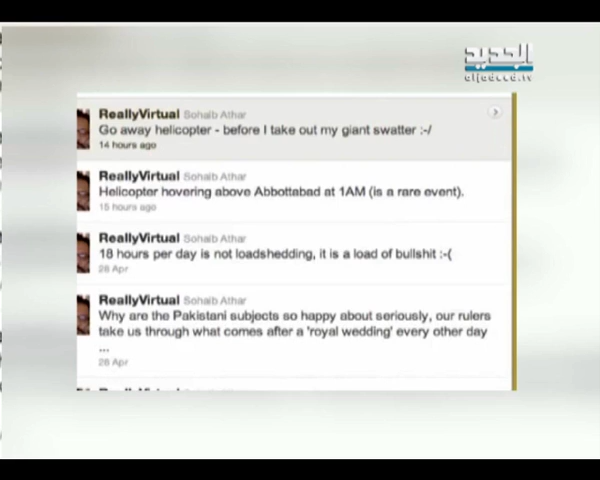 الجديد
aljadeed.tv
ReallyVirtual Sohaib Athar
Go away helicopter - before I take out my giant swatter :-/
14 hours ago
ReallyVirtual Sohaib Athar
Helicopter hovering above Abbottabad at 1AM (is a rare event).
15 hours ago
ReallyVirtual Sohaib Athar
18 hours per day is not loadshedding, it is a load of bullshit :-(
28 Apr
ReallyVirtual Sohaib Athar
Why are the Pakistani subjects so happy about seriously, our rulers
take us through what comes after a 'royal wedding' every other day
...
28 Apr